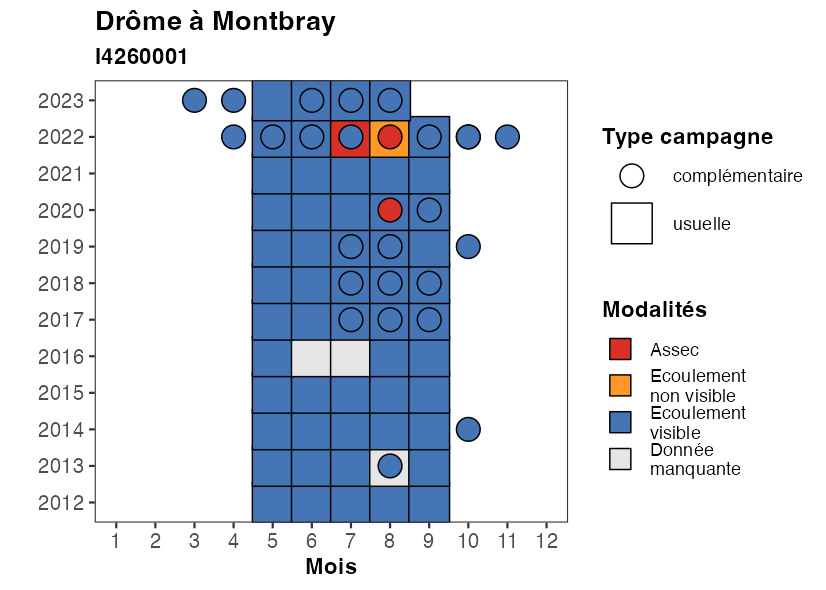 Drôme à Montbray
I4260001
2023
2022
2021
2020
2019
2018
2017
2016
2015
2014
2013
2012
1 2 3 4 5 6 7 8 9 10 11 12
Mois
Type campagne
complémentaire
usuelle
Modalités
Assec
Ecoulement
non visible
Ecoulement
visible
Donnée
manquante